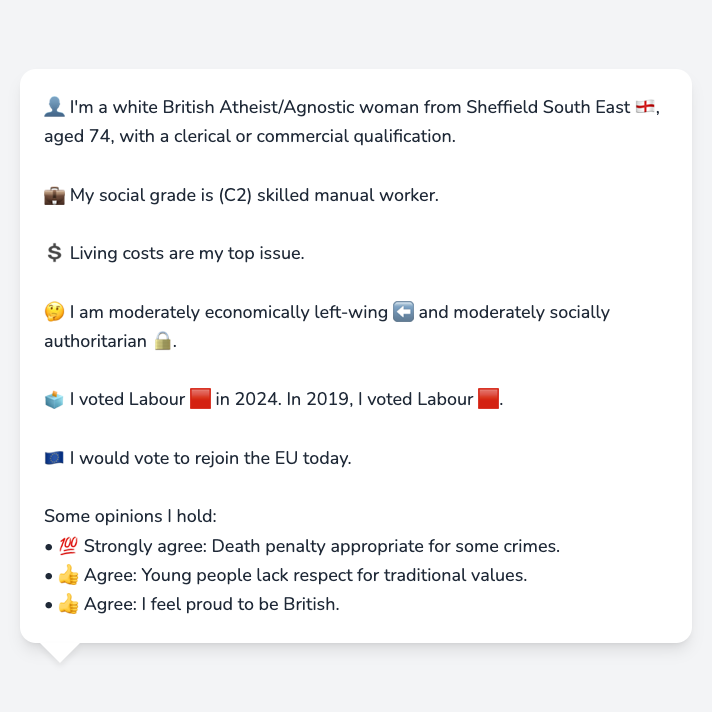 👤 I'm a white British Atheist/Agnostic woman from Sheffield South East 🏴󠁧󠁢󠁥󠁮󠁧󠁿,
aged 74, with a clerical or commercial qualification.
💼 My social grade is (C2) skilled manual worker.
💲 Living costs are my top issue.
🤔 I am moderately economically left-wing ⬅️ and moderately socially
authoritarian 🔒.
🗳️ I voted Labour 🟥 in 2024. In 2019, I voted Labour 🟥.
🇪🇺 I would vote to rejoin the EU today.
Some opinions I hold:
• 💯 Strongly agree: Death penalty appropriate for some crimes.
• 👍 Agree: Young people lack respect for traditional values.
• 👍 Agree: I feel proud to be British.